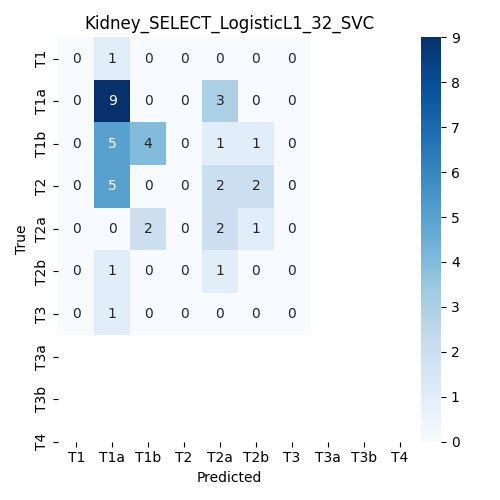 Kidney_SELECT_LogisticL1_32_SVC
T1 0 1 0 0 0 0 0
T1a 0 9 0 0 3 0 0
T1b 0 5 4 0 1 1 0
T2 0 5 0 0 2 2 0
T2a 0 0 2 0 2 1 0
T2b 0 1 0 0 1 0 0
T3 0 1 0 0 0 0 0
T3a
T3b
T4
True
T1 T1a T1b T2 T2a T2b T3 T3a T3b T4
Predicted
9
8
7
6
5
4
3
2
1
0